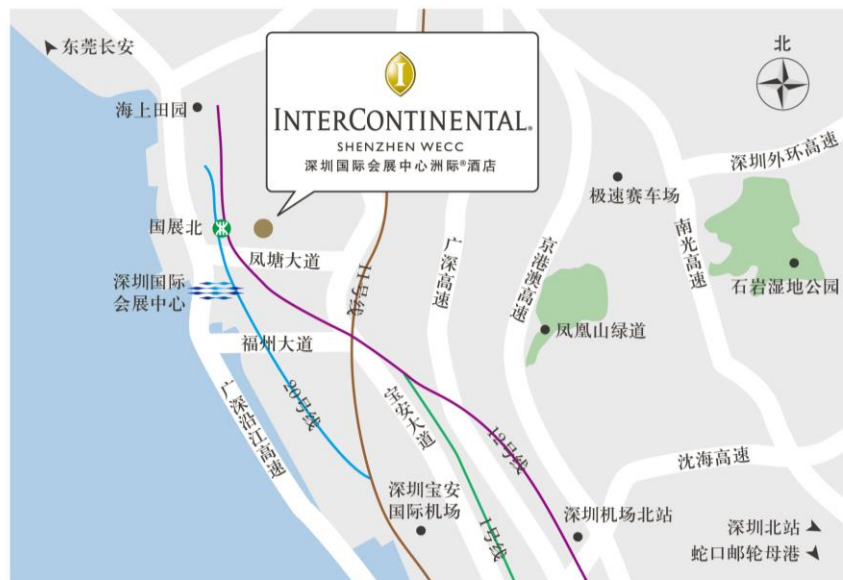 东莞长安
海上田园
I
INTERCONTINENTAL®
SHENZHEN WECC
深圳国际会展中心洲际®酒店
北
深圳外环高速
极速赛车场
国展北
凤塘大道
11号线
广深高速
京港澳高速
南光高速
石岩湿地公园
深圳国际
会展中心
凤凰山绿道
福州大道
广深沿江高速
20号线
宝安大道
12号线
沈海高速
深圳宝安
国际机场
1号线
深圳机场北站
深圳北站
蛇口邮轮母港